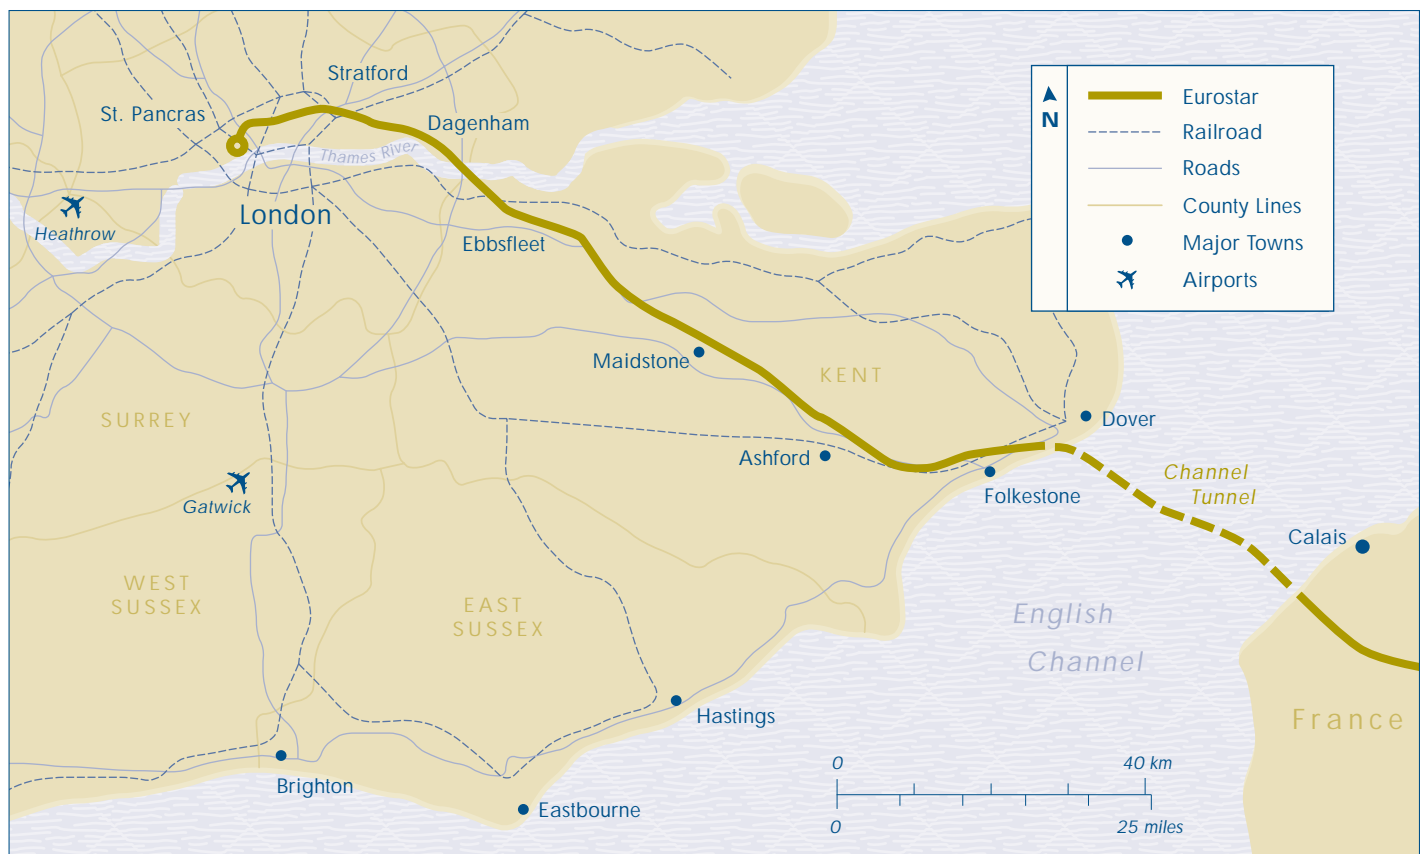 Stratford
St. Pancras
Dagenham
Thames River
Heathrow
London
Ebbsfleet
N
Eurostar
Railroad
Roads
County Lines
Major Towns
Airports
Maidstone
KENT
SURREY
Dover
Ashford
Folkestone
Channel
Tunnel
Gatwick
Calais
WEST
SUSSEX
EAST
SUSSEX
English
Channel
Hastings
France
Brighton
Eastbourne
0 40 km
0 25 miles